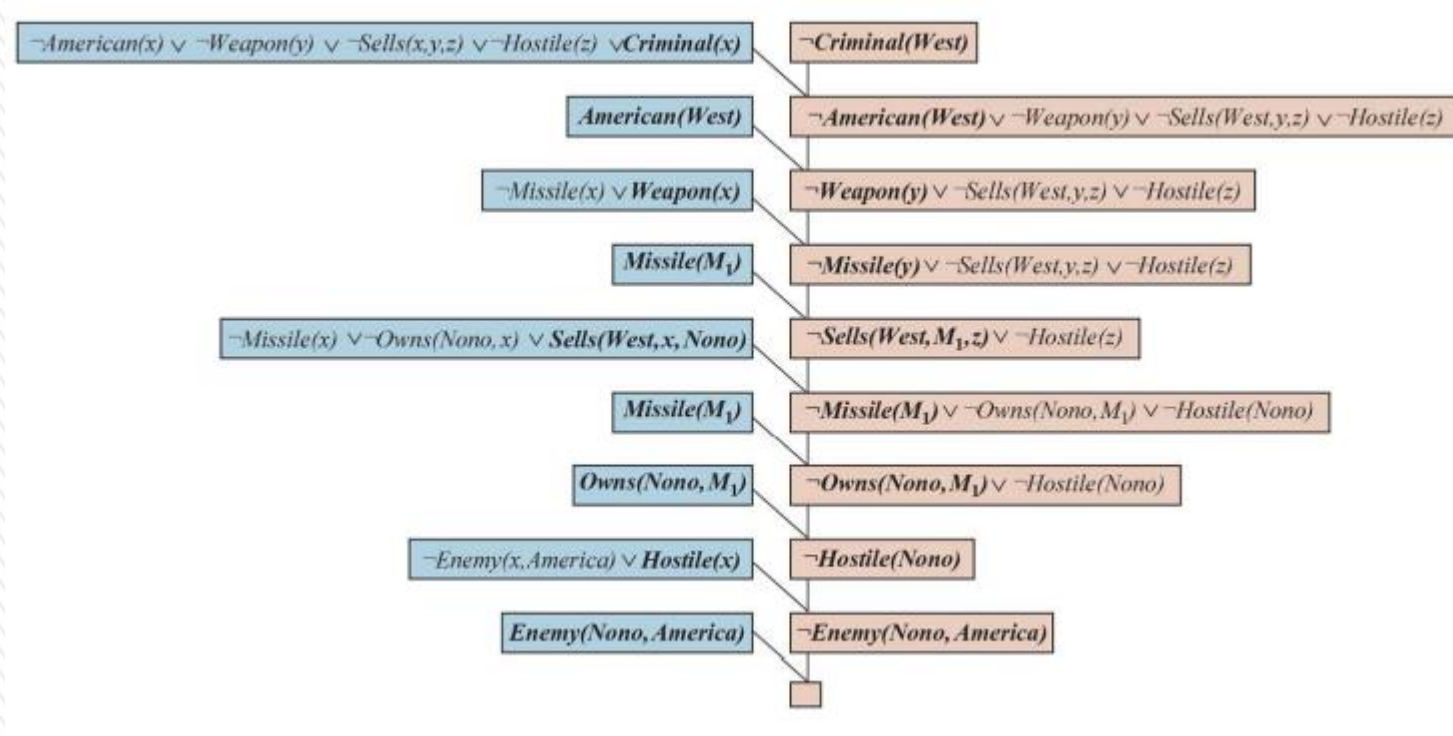 ¬American(x) ∨ ¬Weapon(y) ∨ ¬Sells(x,y,z) ∨ ¬Hostile(z) ∨ Criminal(x)
¬Criminal(West)
American(West)
¬American(West) ∨ ¬Weapon(y) ∨ ¬Sells(West,y,z) ∨ ¬Hostile(z)
¬Missile(x) ∨ Weapon(x)
¬Weapon(y) ∨ ¬Sells(West,y,z) ∨ ¬Hostile(z)
Missile(M₁)
¬Missile(y) ∨ ¬Sells(West,y,z) ∨ ¬Hostile(z)
¬Missile(x) ∨ ¬Owns(Nono,x) ∨ Sells(West,x,Nono)
¬Sells(West,M₁,z) ∨ ¬Hostile(z)
Missile(M₁)
¬Missile(M₁) ∨ ¬Owns(Nono,M₁) ∨ ¬Hostile(Nono)
Owns(Nono,M₁)
¬Owns(Nono,M₁) ∨ ¬Hostile(Nono)
¬Enemy(x,America) ∨ Hostile(x)
¬Hostile(Nono)
Enemy(Nono,America)
¬Enemy(Nono,America)